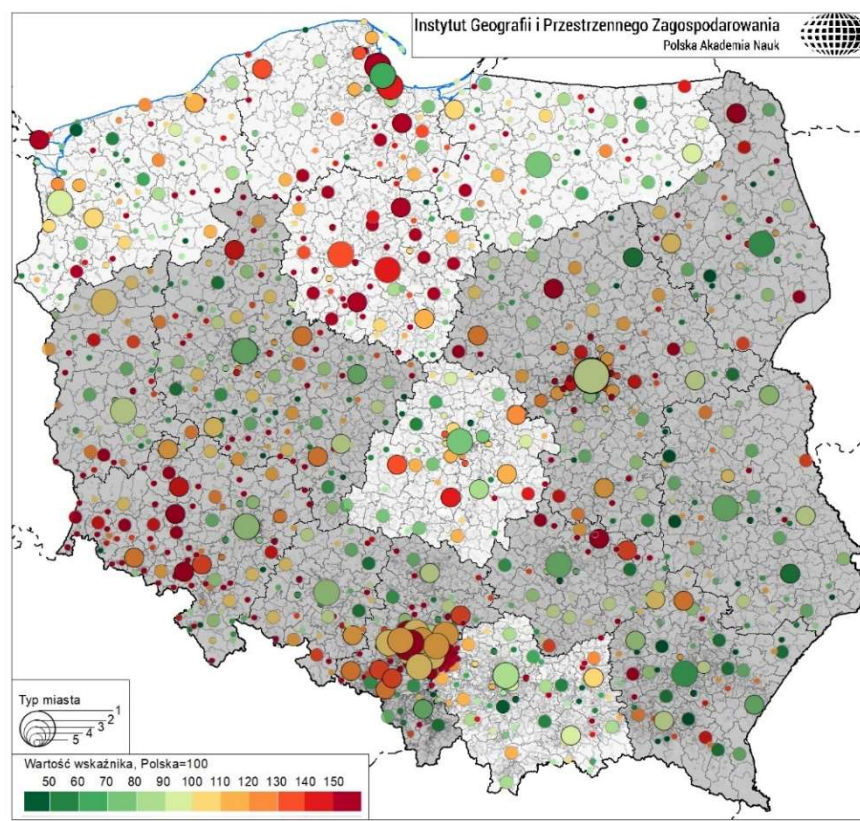 Instytut Geografii i Przestrzennego Zagospodarowania
Polska Akademia Nauk
Typ miasta
1
2
3
4
5
Wartość wskaźnika, Polska=100
50 60 70 80 90 100 110 120 130 140 150